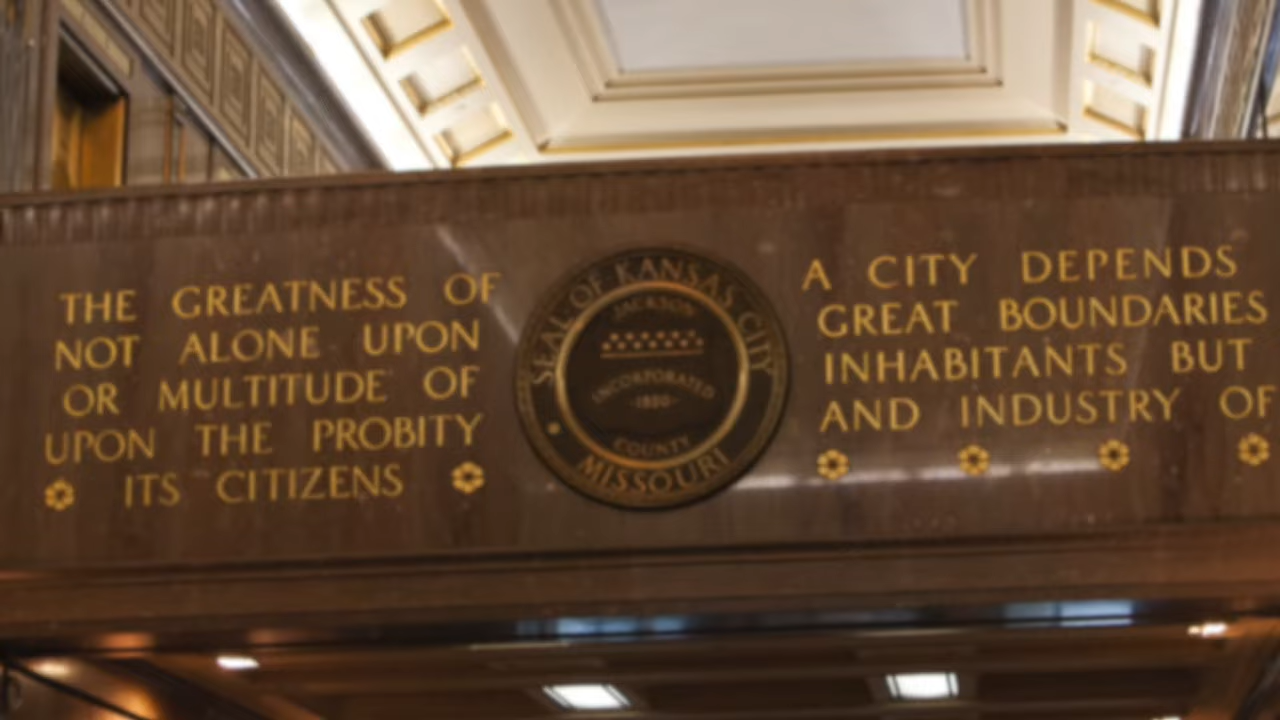 THE GREATNESS OF
NOT ALONE UPON
OR MULTITUDE OF
UPON THE PROBITY
ITS CITIZENS
SEAL OF KANSAS CITY
JACKSON
INCORPORATED
COUNTY
MISSOURI
A CITY DEPENDS
GREAT BOUNDARIES
INHABITANTS BUT
AND INDUSTRY OF